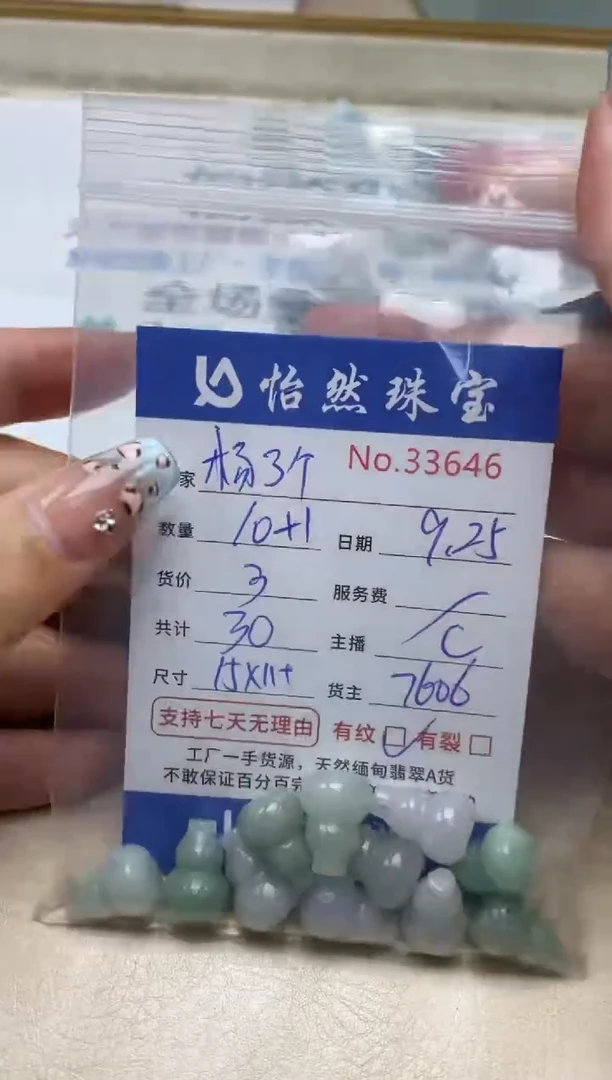 全场
怡然珠宝
家 杨3个 No.33646
数量 10+1 日期 9.25
货价 3 服务费
共计 30 主播 C
尺寸 15X11+ 货主 7606
支持七天无理由 有纹 有裂
工厂一手货源，天然缅甸翡翠A货
不敢保证百分百完